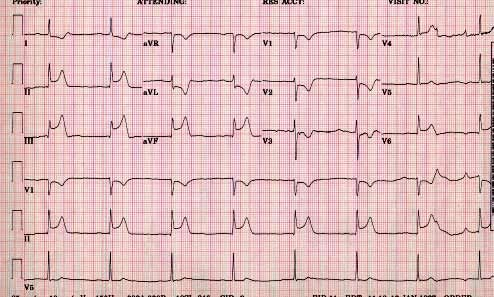 Priority: ATTENDING: RES ACCT: VISIT NO.:
I aVR V1 V4
II aVL V2 V5
III aVF V3 V6
V1
II
V5